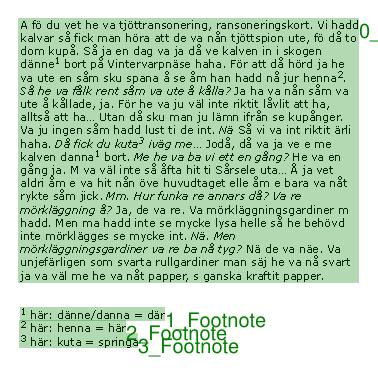 A fö du vet he va tjöttransonering, ransoneringskort. Vi hadd
kalvar så fick man höra att de va nån tjöttspion ute, fö då to
dom kupå. Så ja en dag va ja då ve kalven in i skogen
dänne¹ bort på Vintervarpnäse haha. För att då hörd ja he
va ute en såm sku spana å se åm han hadd nå jur henna².
Så he va fålk rent såm va ute å kålla? Ja ha va nån såm va
ute å kållade, ja. För he va ju väl inte riktit låvlit att ha,
alltså att ha... Utan då sku man ju lämn ifrån se kupånger.
Va ju ingen såm hadd lust ti de int. Nä Så vi va int riktit ärli
haha. Då fick du kuta³ iväg me... Jodå, då va ja ve e me
kalven danna¹ bort. Me he va ba vi ett en gång? He va en
gång ja. M va väl inte så åfta hit ti Sårsele uta... Å ja vet
aldri åm e va hit nån öve huvudtaget elle åm e bara va nåt
rykte såm jick. Mm. Hur funka re annars då? Va re
mörkläggning å? Ja, de va re. Va mörkläggningsgardiner m
hadd. Men ma hadd inte se mycke lysa helle så he behövd
inte mörklägges se mycke int. Nä. Men
mörkläggningsgardiner va re ba nå tyg? Nä de va näe. Va
unjefärligen som svarta rullgardiner man säj he va nå svart
ja va väl me he va nåt papper, s ganska kraftit papper.
0_
¹ här: dänne/danna = där
1_Footnote
² här: henna = här
2_Footnote
³ här: kuta = springa
3_Footnote